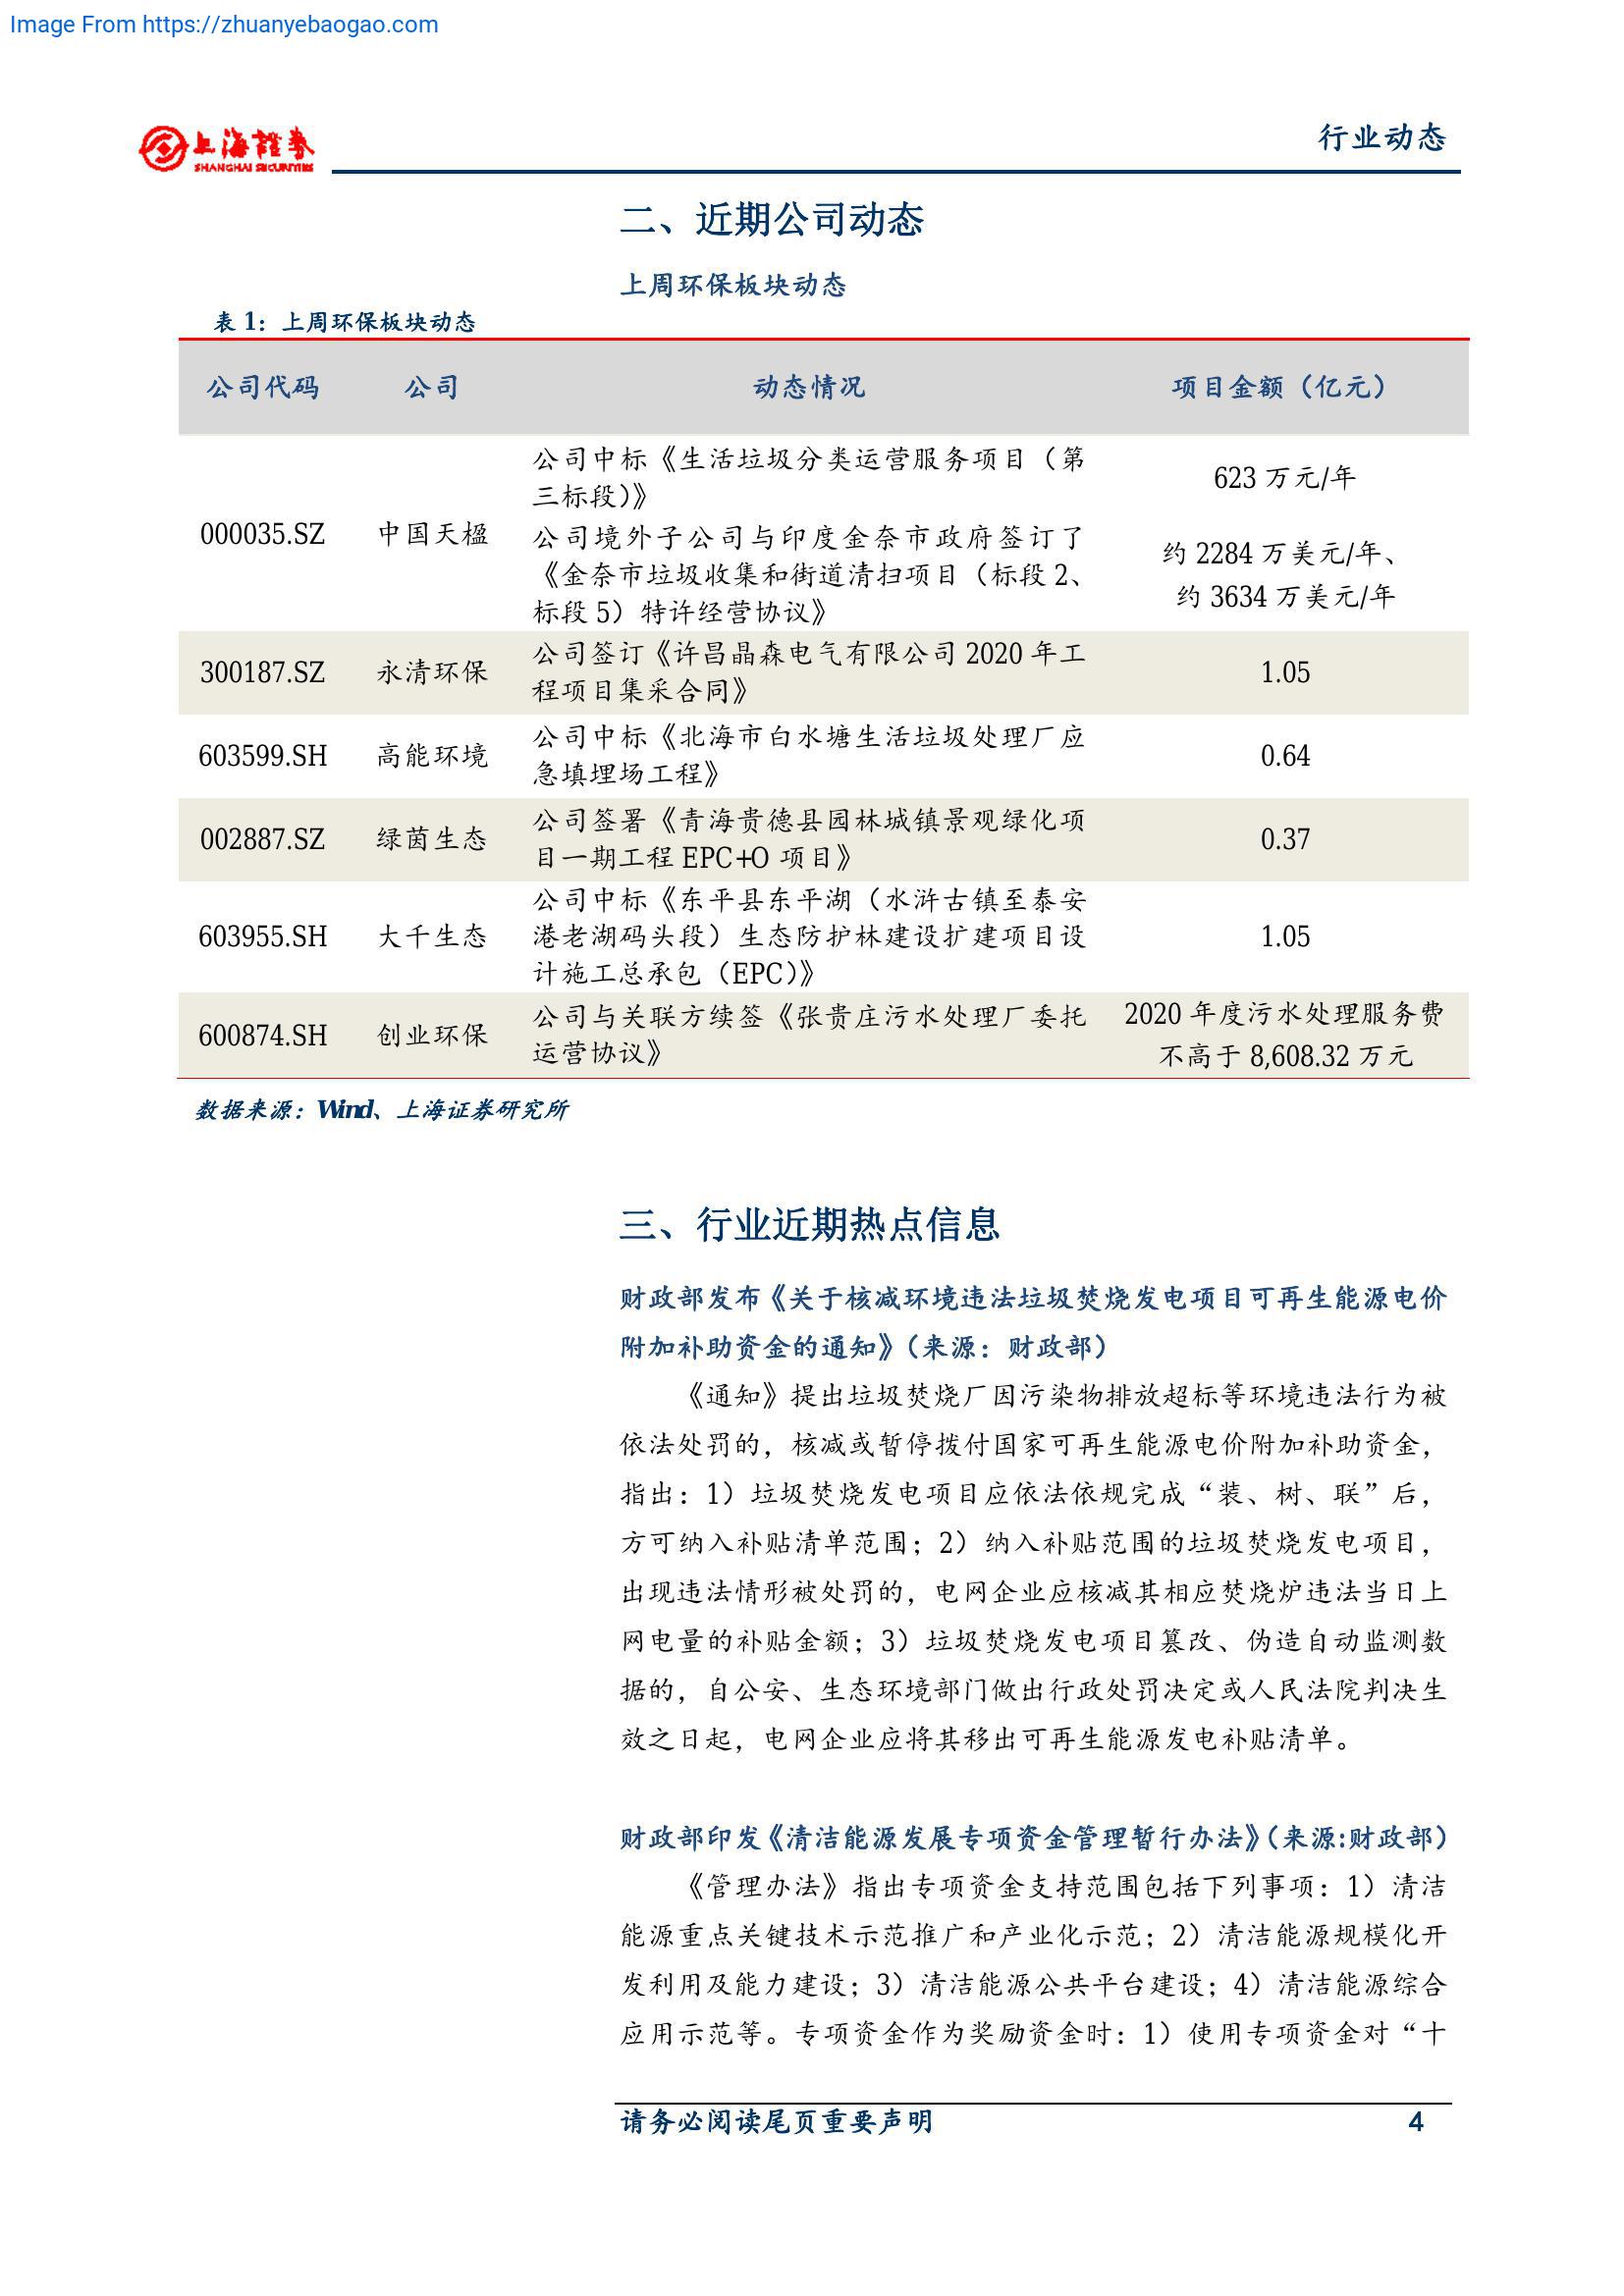 Image From https://zhuanyebaogao.com
上海證券
SHANGHAI SECURITIES
行业动态
二、近期公司动态
上周环保板块动态
表 1：上周环保板块动态
公司代码 公司 动态情况 项目金额（亿元）
公司中标《生活垃圾分类运营服务项目（第
三标段）》
623 万元/年
000035.SZ 中国天楹
公司境外子公司与印度金奈市政府签订了
《金奈市垃圾收集和街道清扫项目（标段 2、
标段 5）特许经营协议》
约 2284 万美元/年、
约 3634 万美元/年
300187.SZ 永清环保
公司签订《许昌晶森电气有限公司 2020 年工
程项目集采合同》
1.05
603599.SH 高能环境
公司中标《北海市白水塘生活垃圾处理厂应
急填埋场工程》
0.64
002887.SZ 绿茵生态
公司签署《青海贵德县园林城镇景观绿化项
目一期工程 EPC+O 项目》
0.37
603955.SH 大千生态
公司中标《东平县东平湖（水浒古镇至泰安
港老湖码头段）生态防护林建设扩建项目设
计施工总承包（EPC）》
1.05
600874.SH 创业环保
公司与关联方续签《张贵庄污水处理厂委托
运营协议》
2020 年度污水处理服务费
不高于 8,608.32 万元
数据来源：Wind、上海证券研究所
三、行业近期热点信息
财政部发布《关于核减环境违法垃圾焚烧发电项目可再生能源电价
附加补助资金的通知》（来源：财政部）
《通知》提出垃圾焚烧厂因污染物排放超标等环境违法行为被
依法处罚的，核减或暂停拨付国家可再生能源电价附加补助资金，
指出：1）垃圾焚烧发电项目应依法依规完成“装、树、联”后，
方可纳入补贴清单范围；2）纳入补贴范围的垃圾焚烧发电项目，
出现违法情形被处罚的，电网企业应核减其相应焚烧炉违法当日上
网电量的补贴金额；3）垃圾焚烧发电项目篡改、伪造自动监测数
据的，自公安、生态环境部门做出行政处罚决定或人民法院判决生
效之日起，电网企业应将其移出可再生能源发电补贴清单。
财政部印发《清洁能源发展专项资金管理暂行办法》（来源:财政部）
《管理办法》指出专项资金支持范围包括下列事项：1）清洁
能源重点关键技术示范推广和产业化示范；2）清洁能源规模化开
发利用及能力建设；3）清洁能源公共平台建设；4）清洁能源综合
应用示范等。专项资金作为奖励资金时：1）使用专项资金对“十
请务必阅读尾页重要声明 4